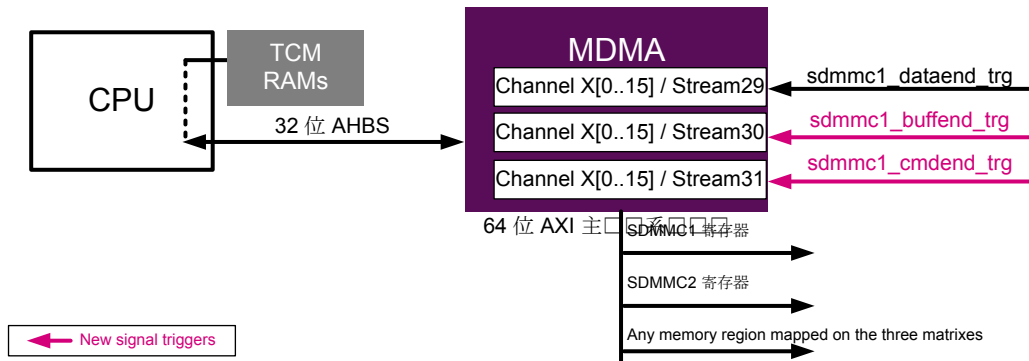 MDMA
TCM
RAMs
CPU
Channel X[0..15] / Stream29
sdmmc1_dataend_trg
32 位 AHBS
Channel X[0..15] / Stream30
sdmmc1_buffend_trg
Channel X[0..15] / Stream31
sdmmc1_cmdend_trg
64 位 AXI 主□□系□□□
SDMMC1 寄存器
SDMMC2 寄存器
Any memory region mapped on the three matrixes
New signal triggers